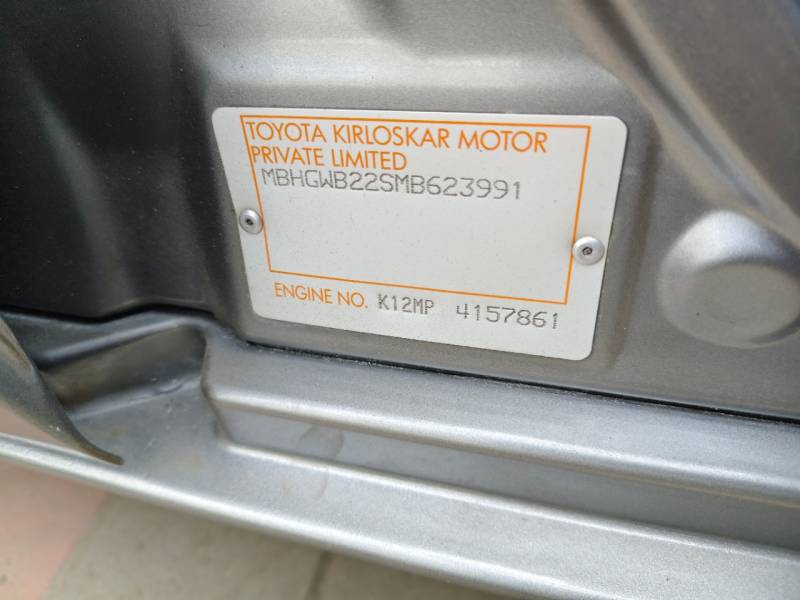 TOYOTA KIRLOSKAR MOTOR
PRIVATE LIMITED
MBHGWB22SMB623991
ENGINE NO. K12MP 4157861